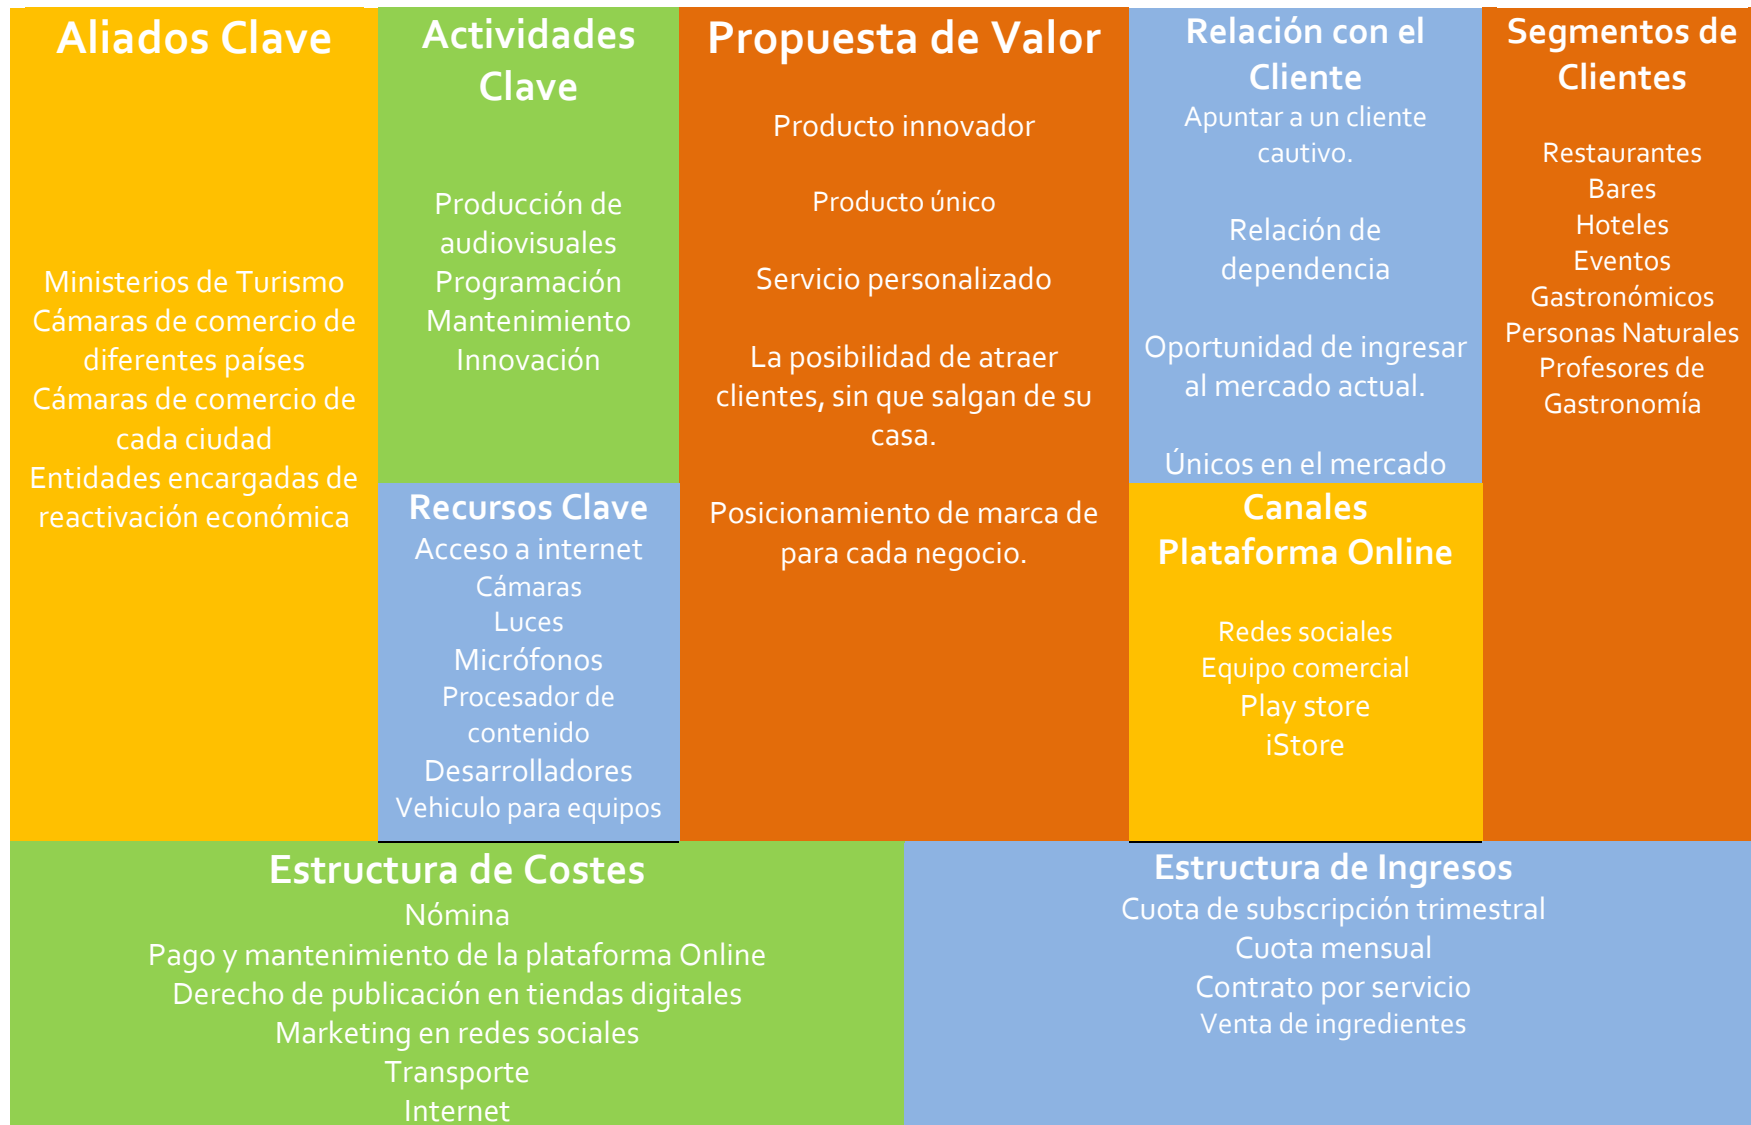 Aliados Clave
Ministerios de Turismo
Cámaras de comercio de
diferentes países
Cámaras de comercio de
cada ciudad
Entidades encargadas de
reactivación económica
Actividades
Clave
Producción de
audiovisuales
Programación
Mantenimiento
Innovación
Recursos Clave
Acceso a internet
Cámaras
Luces
Micrófonos
Procesador de
contenido
Desarrolladores
Vehiculo para equipos
Propuesta de Valor
Producto innovador
Producto único
Servicio personalizado
La posibilidad de atraer
clientes, sin que salgan de su
casa.
Posicionamiento de marca de
para cada negocio.
Relación con el
Cliente
Apuntar a un cliente
cautivo.
Relación de
dependencia
Oportunidad de ingresar
al mercado actual.
Únicos en el mercado
Canales
Plataforma Online
Redes sociales
Equipo comercial
Play store
iStore
Segmentos de
Clientes
Restaurantes
Bares
Hoteles
Eventos
Gastronómicos
Personas Naturales
Profesores de
Gastronomía
Estructura de Costes
Nómina
Pago y mantenimiento de la plataforma Online
Derecho de publicación en tiendas digitales
Marketing en redes sociales
Transporte
Internet
Estructura de Ingresos
Cuota de subscripción trimestral
Cuota mensual
Contrato por servicio
Venta de ingredientes